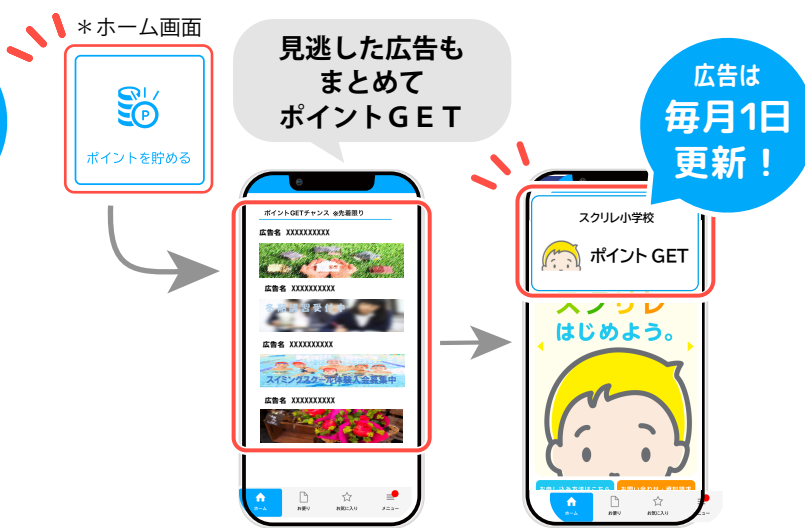 ＊ホーム画面
P
ポイントを貯める
見逃した広告も
まとめて
ポイントＧＥＴ
広告は
毎月1日
更新！
ポイントGETチャンス ※先着限り
広告名 XXXXXXXXXX
広告名 XXXXXXXXXX
広告名 XXXXXXXXXX
スイミングスクール体験入会募集中
広告名 XXXXXXXXXX
ホーム
お便り
お気に入り
メニュー
スクリレ小学校
ポイント GET
スクリレ
はじめよう。
ホーム
お便り
お気に入り